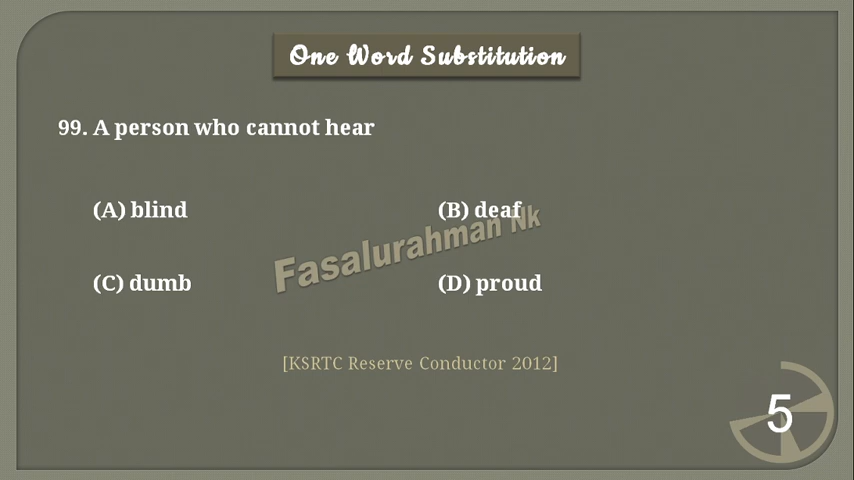 One Word Substitution
99. A person who cannot hear
(A) blind (B) deaf
Fasalurahman Nk
(C) dumb (D) proud
[KSRTC Reserve Conductor 2012]
5